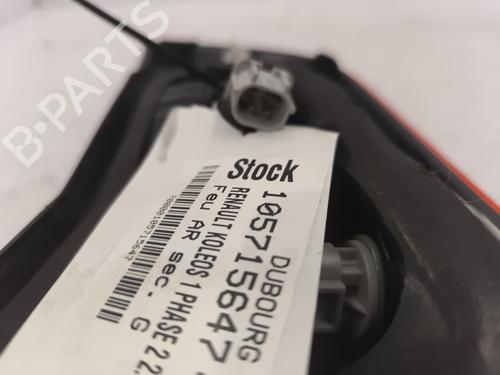 B-PARTS
Stock
DUBOURG
105715647
RENAULT KOLEOS 1 PHASE 2 2.
Feu AR sec. G